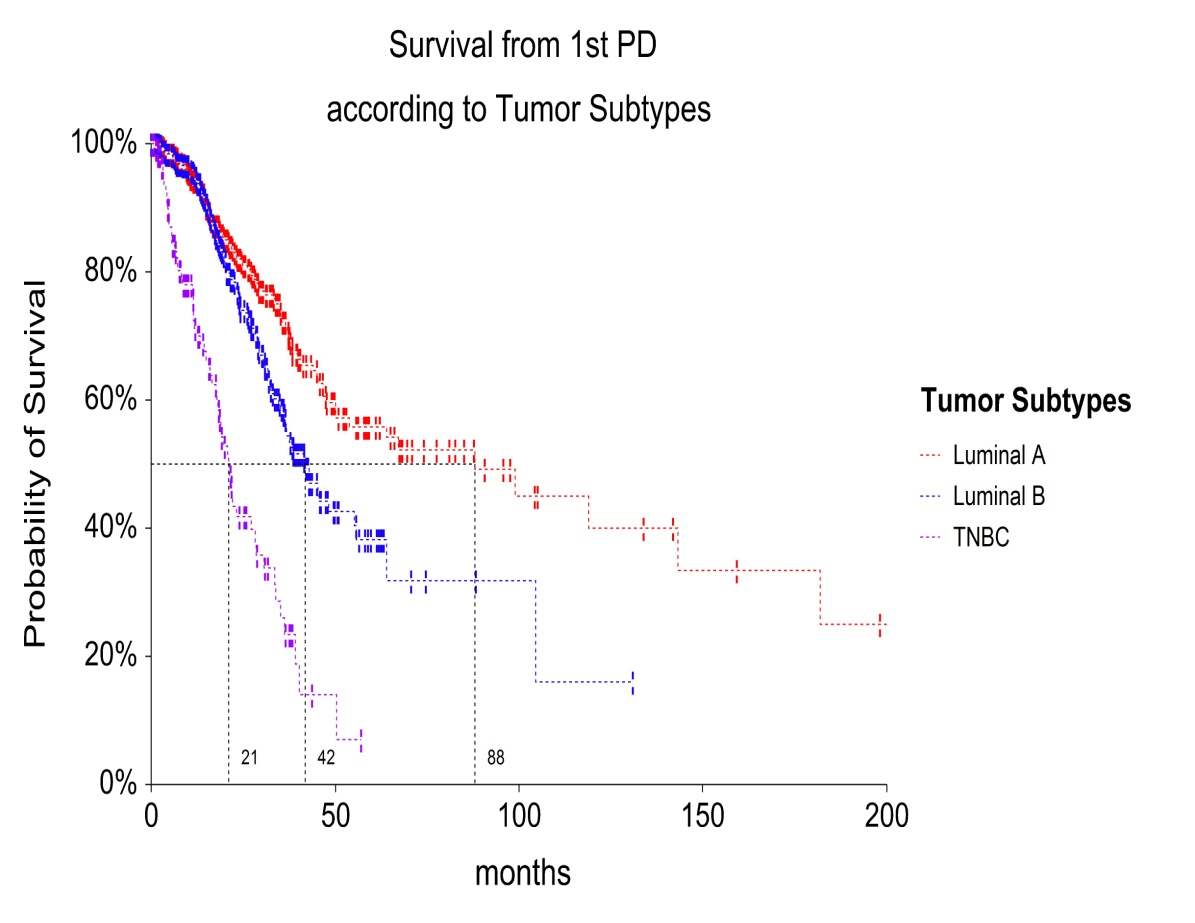 Survival from 1st PD
according to Tumor Subtypes
Probability of Survival
100%
80%
60%
40%
20%
0%
21
42
88
0
50
100
150
200
months
Tumor Subtypes
Luminal A
Luminal B
TNBC